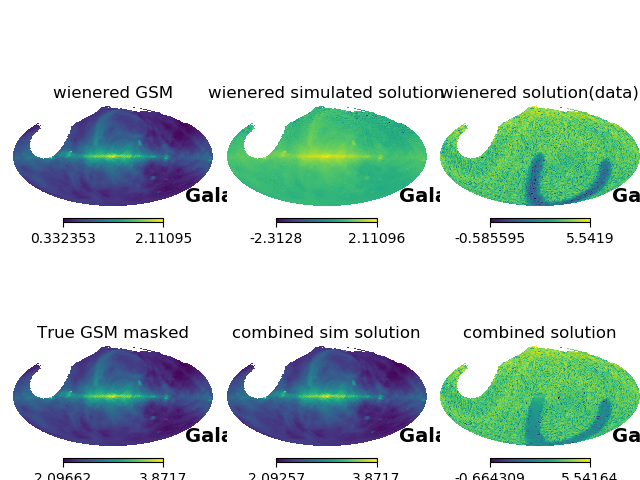 wienered GSM
wienered simulated solution
wienered solution(data)
Gala
Gala
Ga
0.332353 2.11095
-2.3128 2.11096
-0.585595 5.5419
True GSM masked
combined sim solution
combined solution
Gala
Gala
Ga
2.09662 3.8717
2.09257 3.8717
-0.664309 5.54164